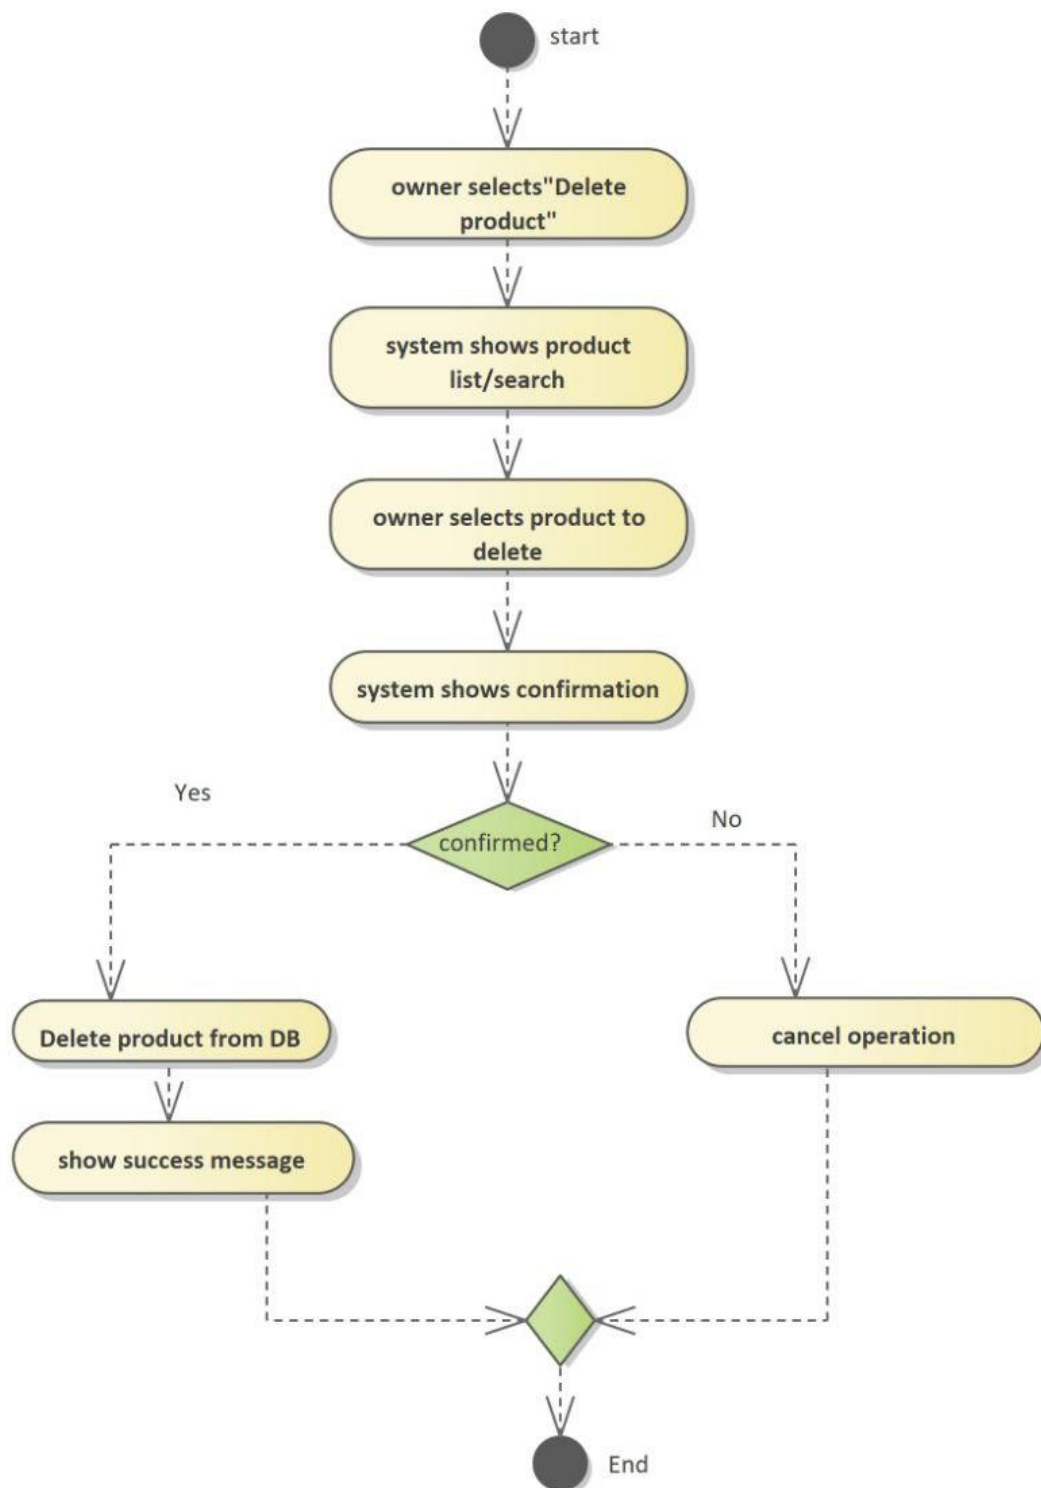 start
owner selects"Delete
product"
system shows product
list/search
owner selects product to
delete
system shows confirmation
Yes
confirmed?
No
Delete product from DB
cancel operation
show success message
End